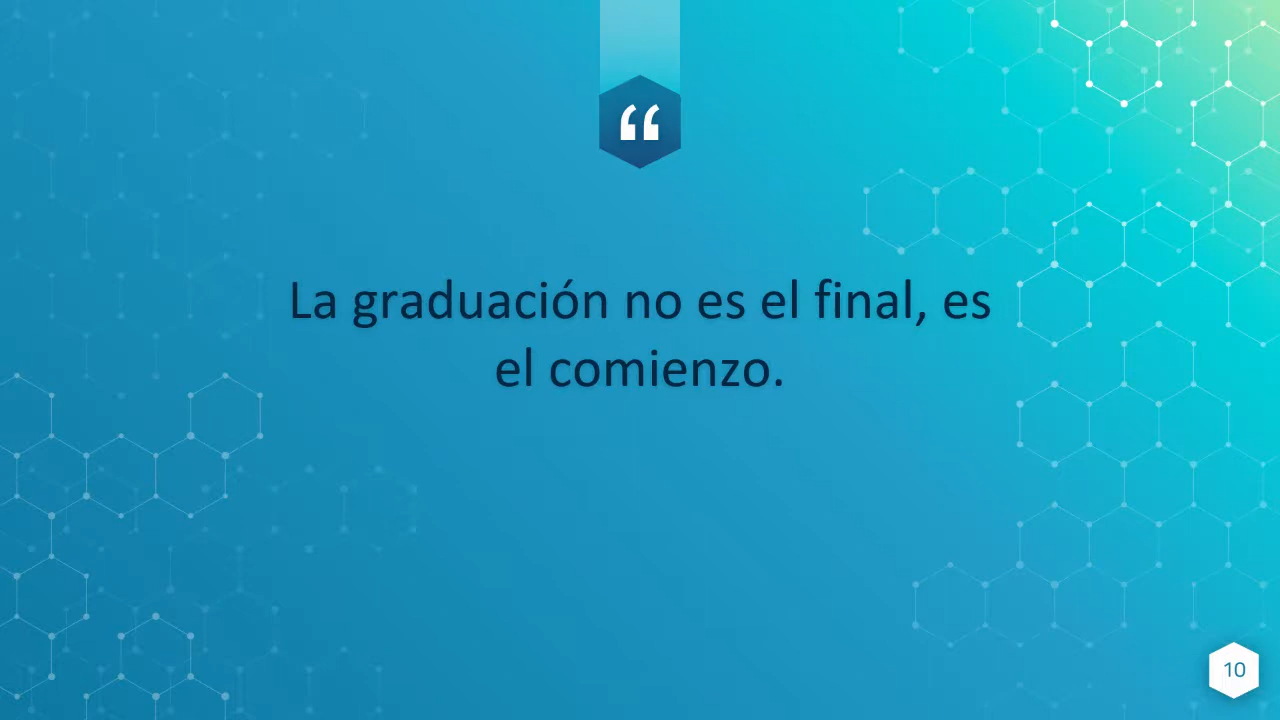 “
La graduación no es el final, es
el comienzo.
10